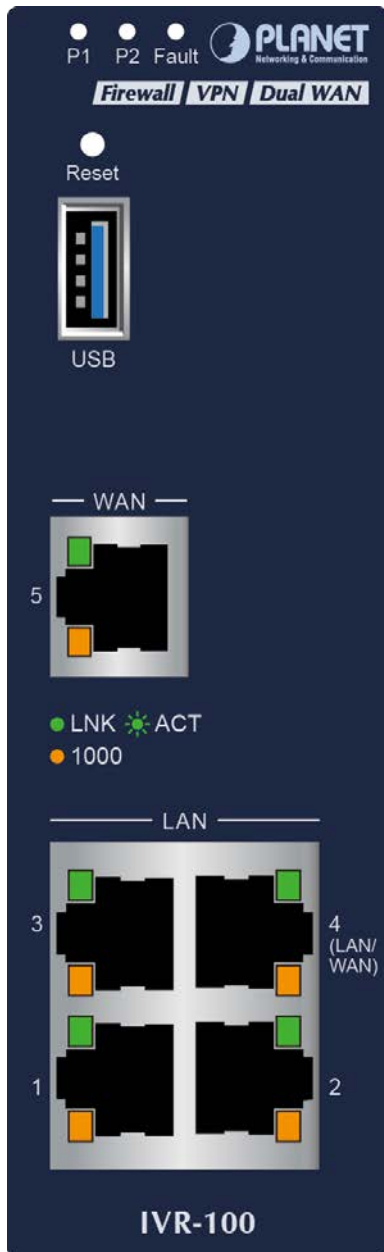 PLANET
Networking & Communication
P1 P2 Fault
Firewall VPN Dual WAN
Reset
USB
WAN
5
LNK ACT
1000
LAN
3
4
(LAN/
WAN)
1
2
IVR-100